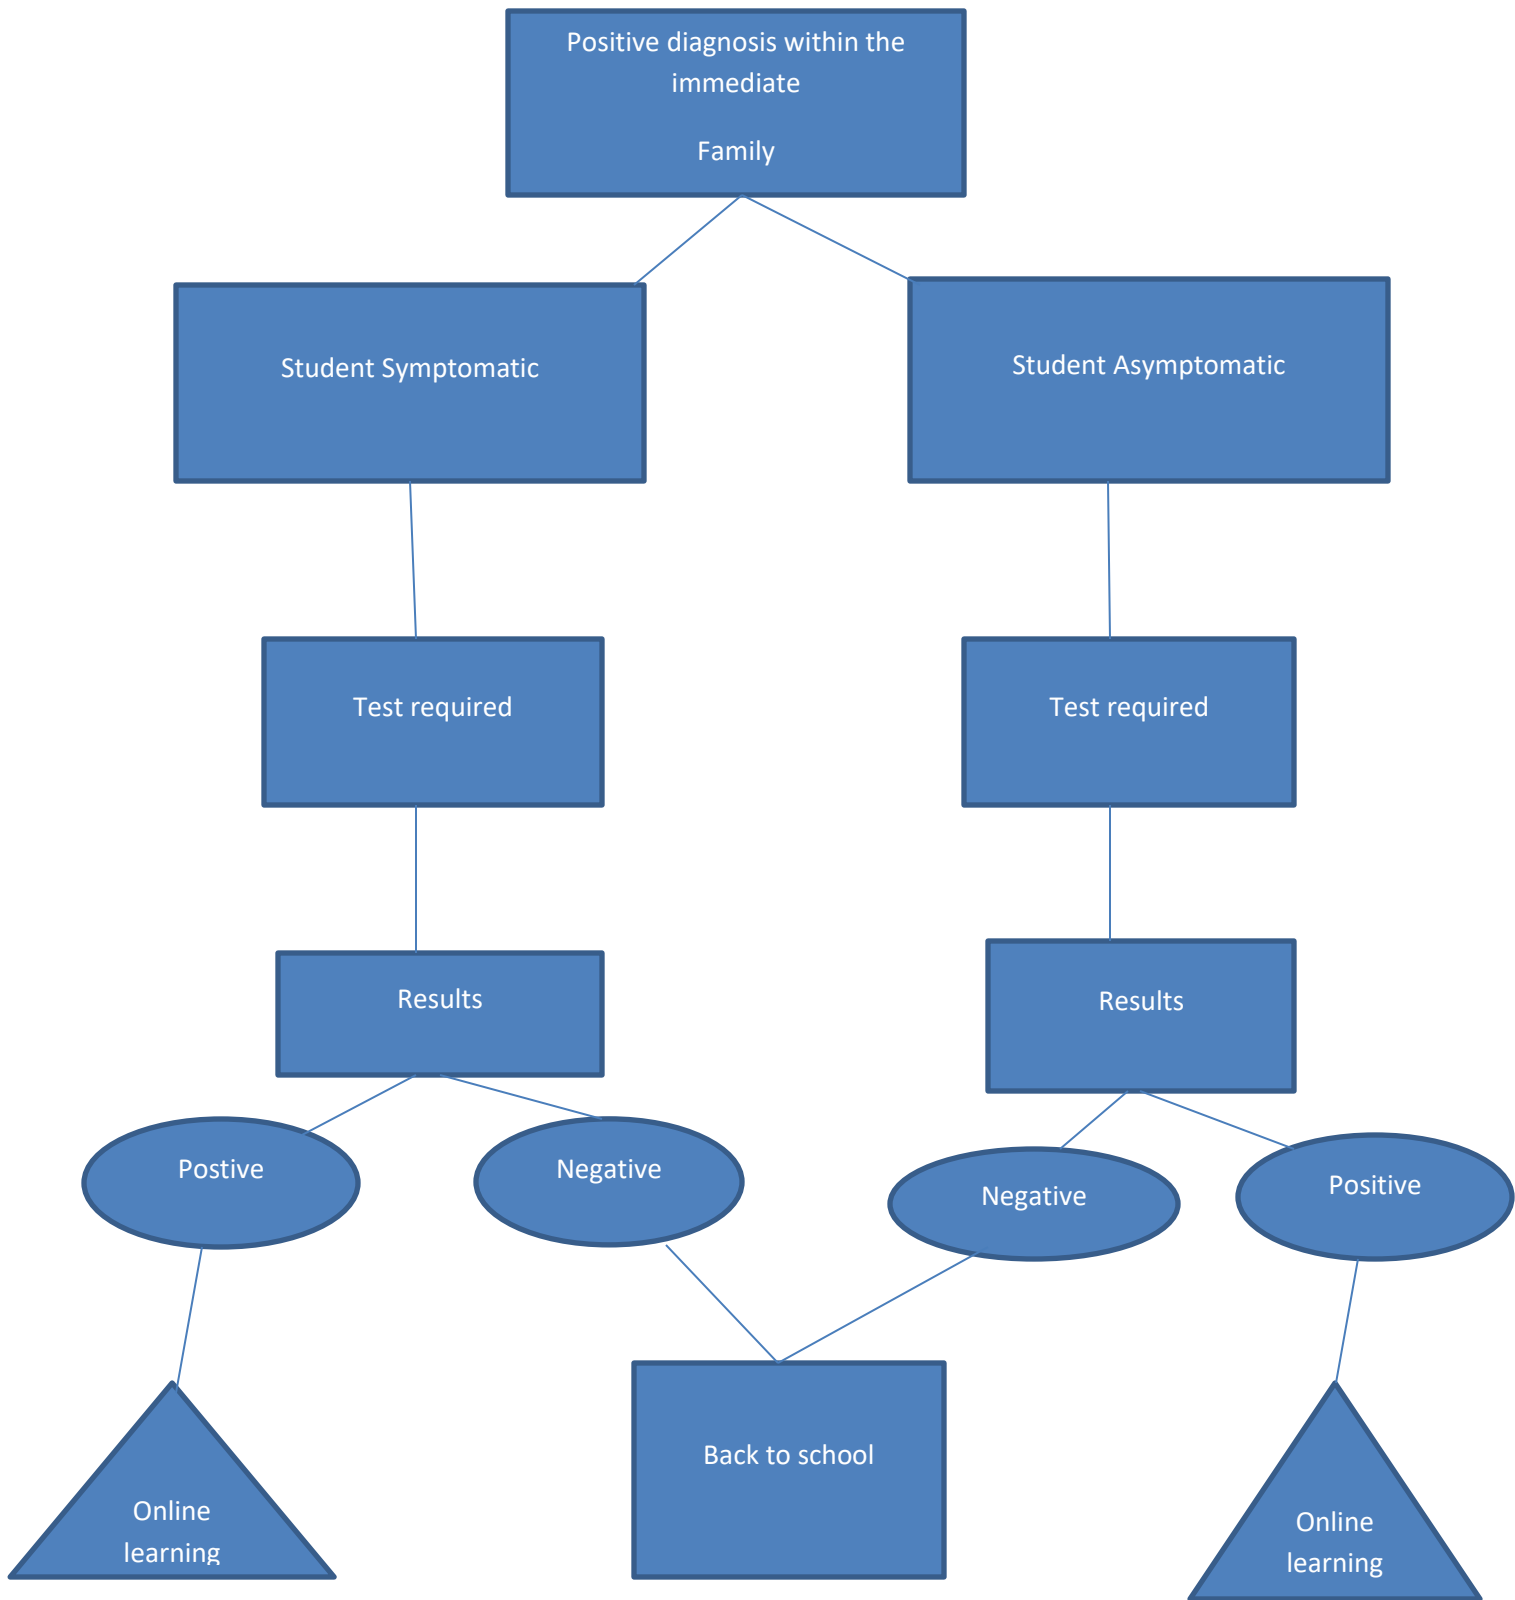 Positive diagnosis within the
immediate
Family
Student Symptomatic
Student Asymptomatic
Test required
Test required
Results
Results
Postive
Negative
Negative
Positive
Back to school
Online
learning
Online
learning